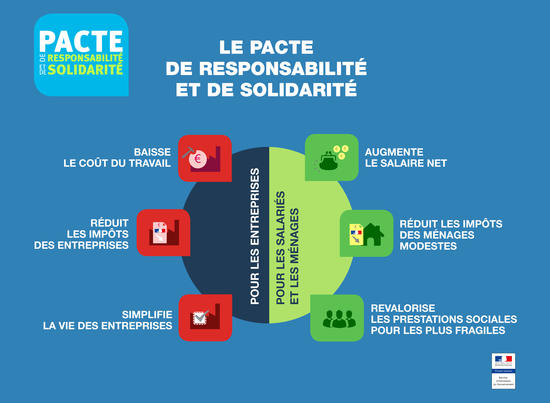 PACTE
DE RESPONSABILITÉ
ET DE SOLIDARITÉ
LE PACTE
DE RESPONSABILITÉ
ET DE SOLIDARITÉ
BAISSE
LE COÛT DU TRAVAIL
RÉDUIT
LES IMPÔTS
DES ENTREPRISES
SIMPLIFIE
LA VIE DES ENTREPRISES
POUR LES ENTREPRISES
POUR LES SALARIÉS
ET LES MÉNAGES
AUGMENTE
LE SALAIRE NET
RÉDUIT LES IMPÔTS
DES MÉNAGES
MODESTES
REVALORISE
LES PRESTATIONS SOCIALES
POUR LES PLUS FRAGILES